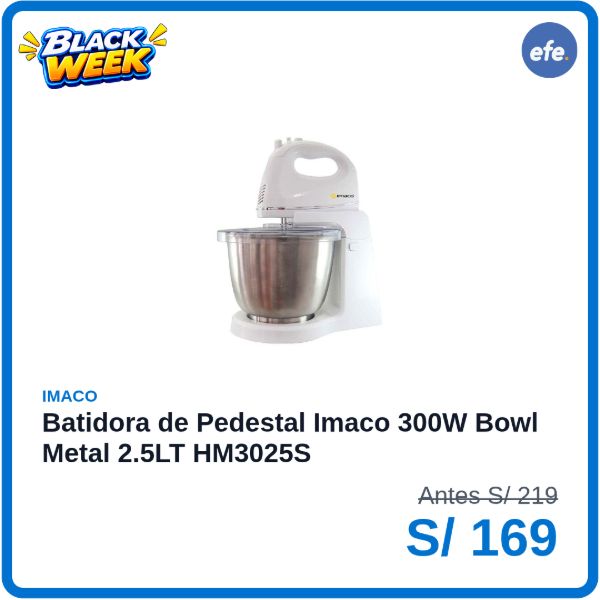 BLACK
WEEK
efe.
imaco
IMACO
Batidora de Pedestal Imaco 300W Bowl
Metal 2.5LT HM3025S
Antes S/ 219
S/ 169